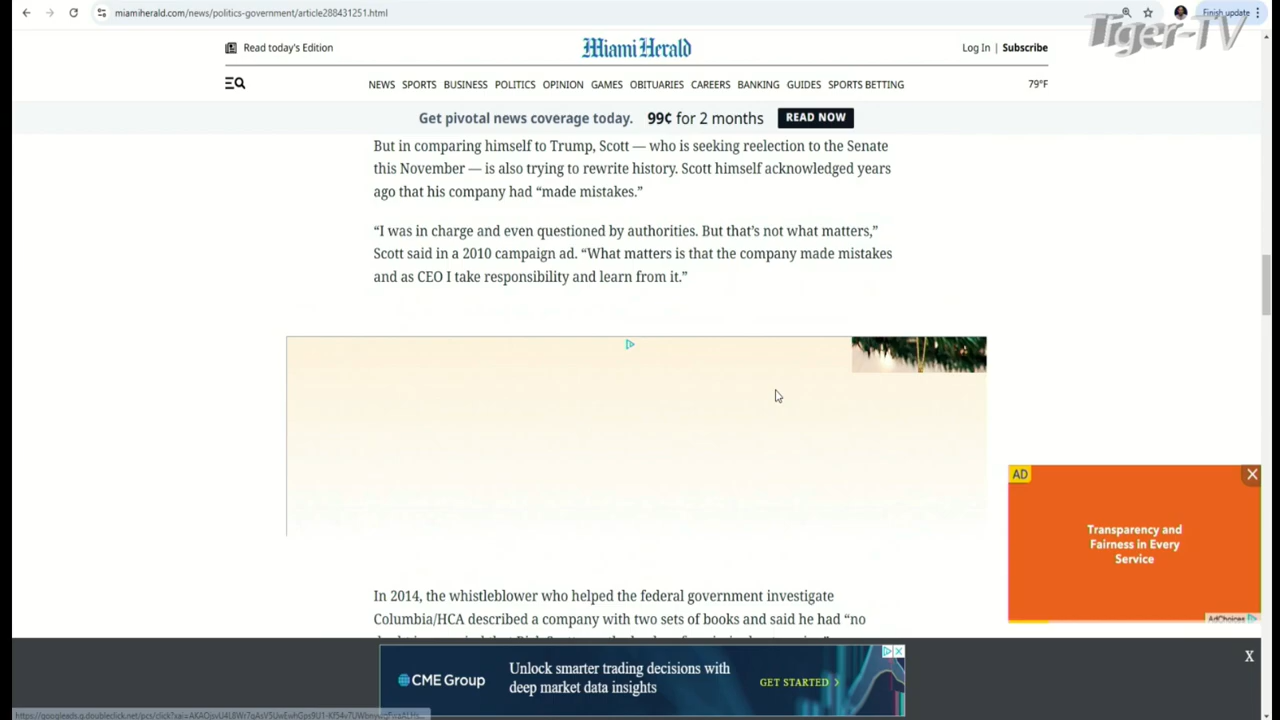 miamiherald.com/news/politics-government/article288431251.html
Finish update
Tiger-TV
Read today's Edition
Miami Herald
Log In | Subscribe
NEWS SPORTS BUSINESS POLITICS OPINION GAMES OBITUARIES CAREERS BANKING GUIDES SPORTS BETTING
79°F
Get pivotal news coverage today. 99¢ for 2 months READ NOW
But in comparing himself to Trump, Scott — who is seeking reelection to the Senate
this November — is also trying to rewrite history. Scott himself acknowledged years
ago that his company had “made mistakes.”
“I was in charge and even questioned by authorities. But that’s not what matters,”
Scott said in a 2010 campaign ad. “What matters is that the company made mistakes
and as CEO I take responsibility and learn from it.”
AD
Transparency and
Fairness in Every
Service
AdChoices
In 2014, the whistleblower who helped the federal government investigate
Columbia/HCA described a company with two sets of books and said he had “no
CME Group
Unlock smarter trading decisions with
deep market data insights
GET STARTED
X